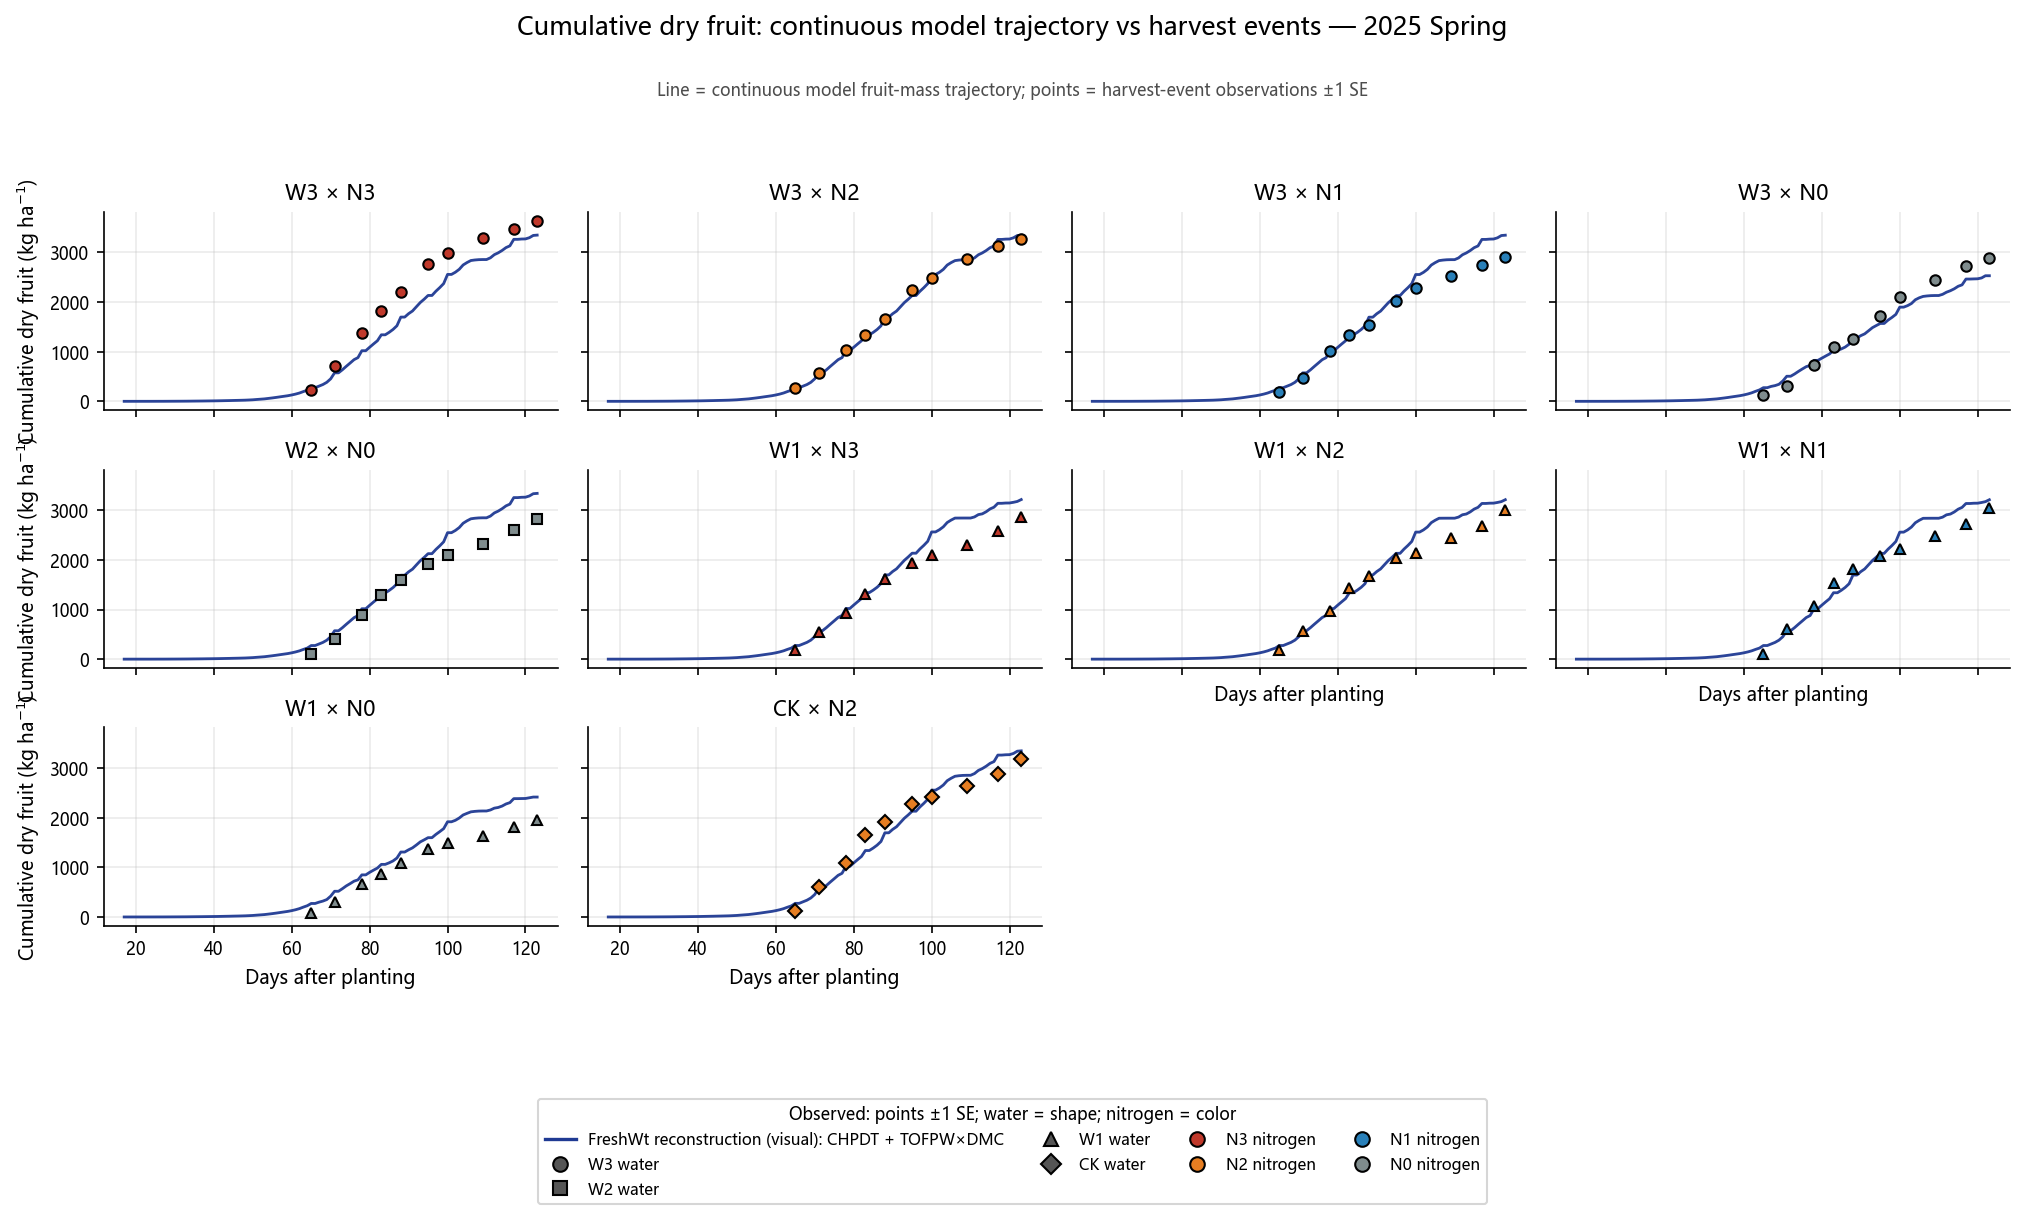 Cumulative dry fruit: continuous model trajectory vs harvest events — 2025 Spring
Line = continuous model fruit-mass trajectory; points = harvest-event observations ±1 SE
W3 × N3
W3 × N2
W3 × N1
W3 × N0
Cumulative dry fruit (kg ha⁻¹)
3000
2000
1000
0
W2 × N0
W1 × N3
W1 × N2
W1 × N1
Cumulative dry fruit (kg ha⁻¹)
3000
2000
1000
0
Days after planting
Days after planting
W1 × N0
CK × N2
Cumulative dry fruit (kg ha⁻¹)
3000
2000
1000
0
20 40 60 80 100 120
20 40 60 80 100 120
Days after planting
Days after planting
Observed: points ±1 SE; water = shape; nitrogen = color
FreshWt reconstruction (visual): CHPDT + TOFPW×DMC
W3 water
W2 water
W1 water
CK water
N3 nitrogen
N2 nitrogen
N1 nitrogen
N0 nitrogen